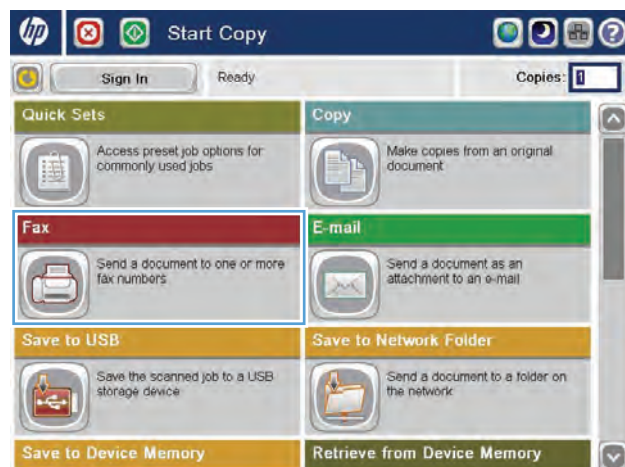 hp
Start Copy
?
Sign In
Ready
Copies: 1
Quick Sets
Access preset job options for
commonly used jobs
Copy
Make copies from an original
document
Fax
Send a document to one or more
fax numbers
E-mail
Send a document as an
attachment to an e-mail
Save to USB
Save the scanned job to a USB
storage device
Save to Network Folder
Send a document to a folder on
the network
Save to Device Memory
Retrieve from Device Memory